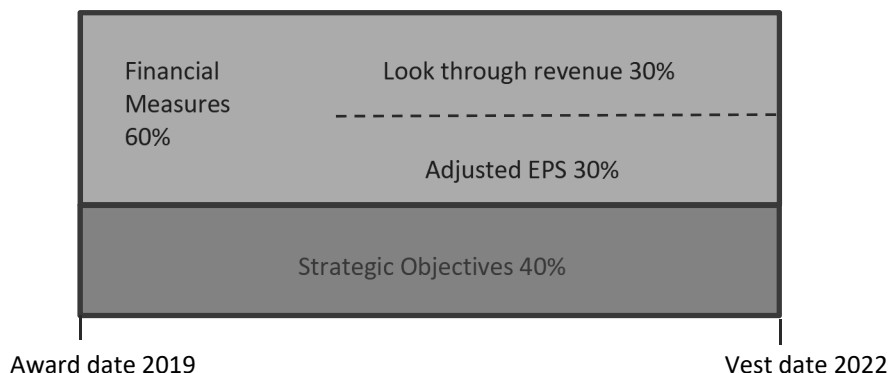 Financial
Measures
60%
Look through revenue 30%
Adjusted EPS 30%
Strategic Objectives 40%
Award date 2019
Vest date 2022